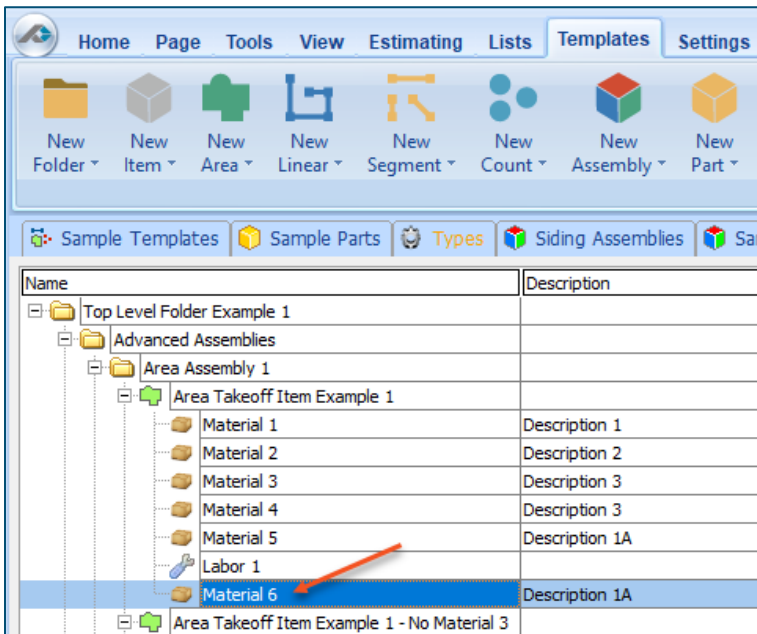 Home Page Tools View Estimating Lists Templates Settings
New Folder New Item New Area New Linear New Segment New Count New Assembly New Part
Sample Templates Sample Parts Types Siding Assemblies Sa
Name Description
Top Level Folder Example 1
Advanced Assemblies
Area Assembly 1
Area Takeoff Item Example 1
Material 1 Description 1
Material 2 Description 2
Material 3 Description 3
Material 4 Description 3
Material 5 Description 1A
Labor 1
Material 6 Description 1A
Area Takeoff Item Example 1 - No Material 3